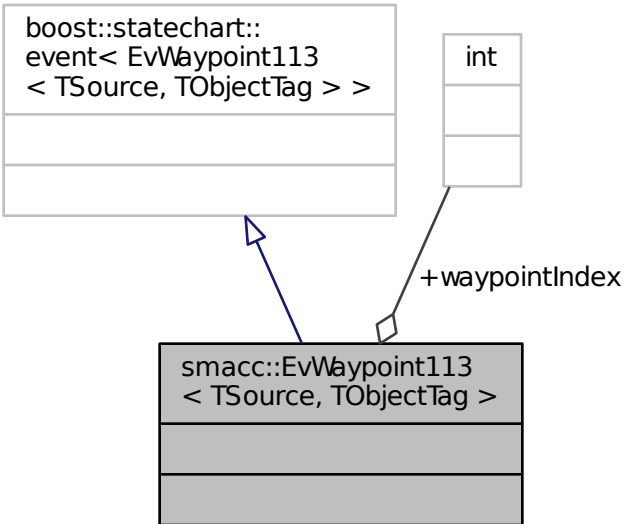 boost::statechart::
event< EvWaypoint113
< TSource, TObjectTag > >
int
+waypointIndex
smacc::EvWaypoint113
< TSource, TObjectTag >